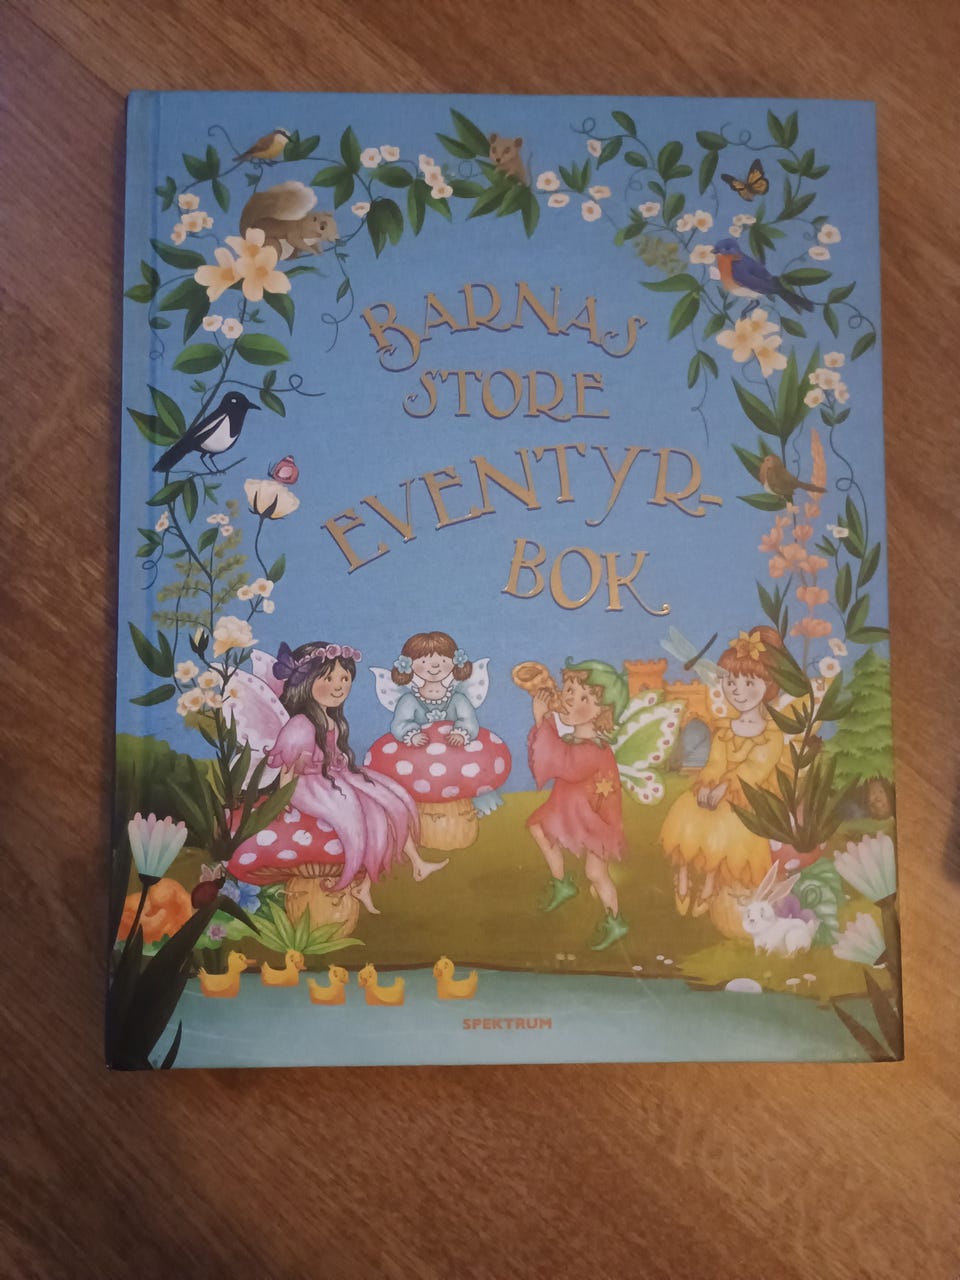 BARNAS
STORE
EVENTYR-
BOK
SPEKTRUM